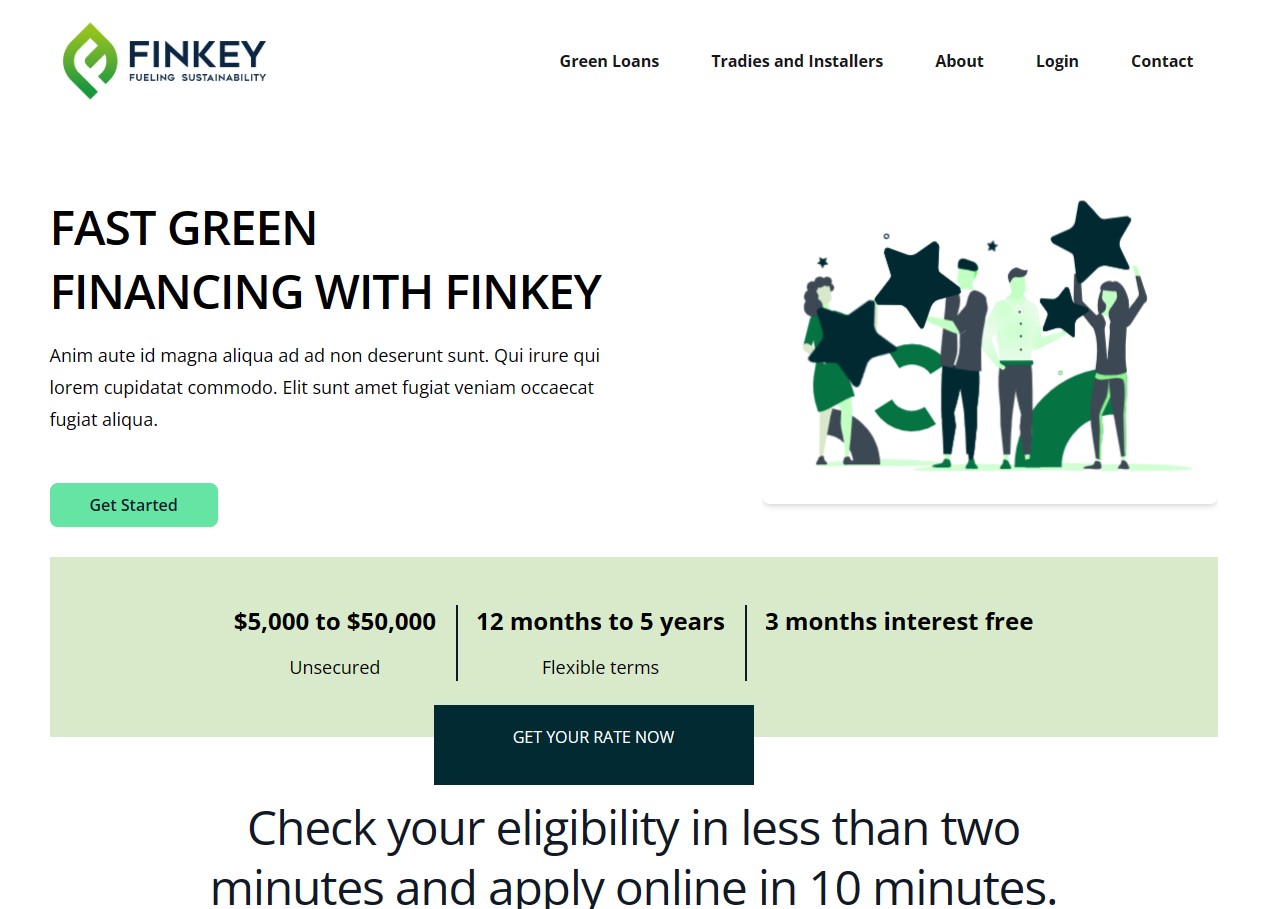 FINKEY
FUELING SUSTAINABILITY
Green Loans
Tradies and Installers
About
Login
Contact
FAST GREEN
FINANCING WITH FINKEY
Anim aute id magna aliqua ad ad non deserunt sunt. Qui irure qui
lorem cupidatat commodo. Elit sunt amet fugiat veniam occaecat
fugiat aliqua.
Get Started
$5,000 to $50,000
Unsecured
12 months to 5 years
Flexible terms
3 months interest free
GET YOUR RATE NOW
Check your eligibility in less than two
minutes and apply online in 10 minutes.